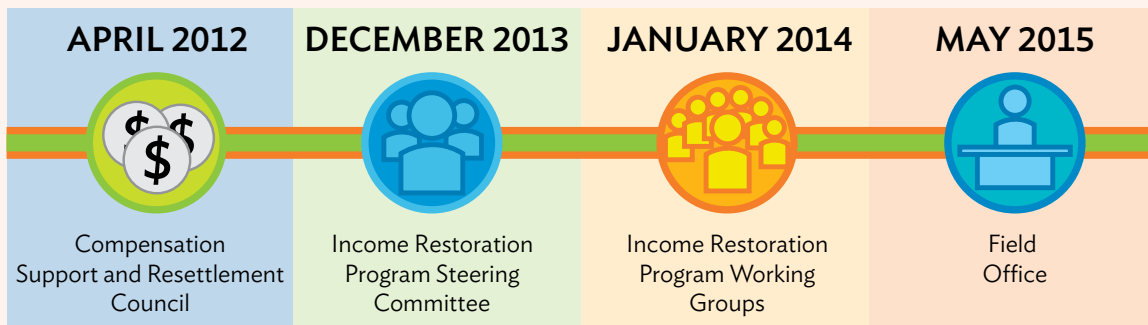 APRIL 2012
$ $ $
Compensation
Support and Resettlement
Council
DECEMBER 2013
Income Restoration
Program Steering
Committee
JANUARY 2014
Income Restoration
Program Working
Groups
MAY 2015
Field
Office